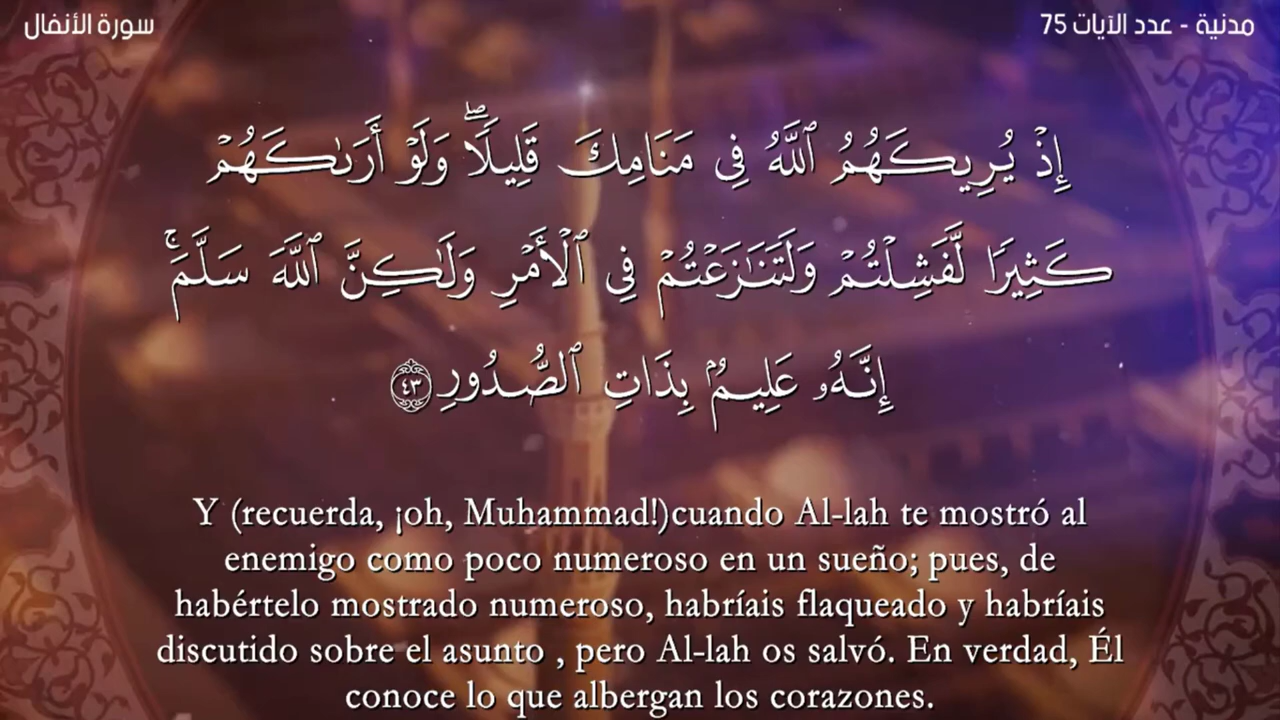 مدنية - عدد الآيات 75
سورة الأنفال
إِذْ يُرِيكَهُمُ ٱللَّهُ فِى مَنَامِكَ قَلِيلًۭا ۖ وَلَوْ أَرَىٰكَهُمْ
كَثِيرًۭا لَّفَشِلْتُمْ وَلَتَنَـٰزَعْتُمْ فِى ٱلْأَمْرِ وَلَـٰكِنَّ ٱللَّهَ سَلَّمَ ۗ
إِنَّهُۥ عَلِيمٌۢ بِذَاتِ ٱلصُّدُورِ ٤٣
Y (recuerda, ¡oh, Muhammad!)cuando Al-lah te mostró al
enemigo como poco numeroso en un sueño; pues, de
habértelo mostrado numeroso, habríais flaqueado y habríais
discutido sobre el asunto , pero Al-lah os salvó. En verdad, Él
conoce lo que albergan los corazones.